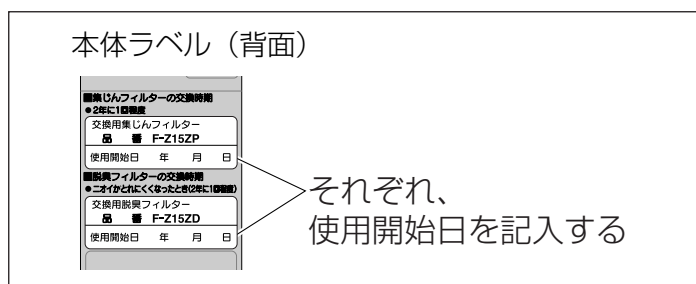 本体ラベル（背面）
■集じんフィルターの交換時期
●2年に1回程度
交換用集じんフィルター
品 番 F-Z15ZP
使用開始日 年 月 日
■脱臭フィルターの交換時期
●ニオイがとれにくくなったとき(2年に1回程度)
交換用脱臭フィルター
品 番 F-Z15ZD
使用開始日 年 月 日
それぞれ、
使用開始日を記入する